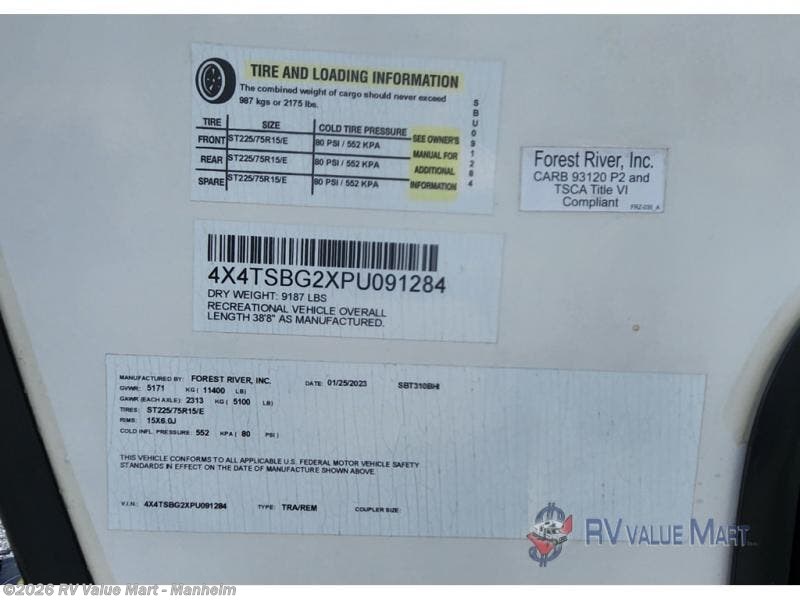 TIRE AND LOADING INFORMATION
The combined weight of cargo should never exceed
987 kgs or 2175 lbs.
TIRE SIZE COLD TIRE PRESSURE
FRONT ST225/75R15/E 80 PSI / 552 KPA
REAR ST225/75R15/E 80 PSI / 552 KPA
SPARE ST225/75R15/E 80 PSI / 552 KPA
SEE OWNER'S
MANUAL FOR
ADDITIONAL
INFORMATION
SBU091284
Forest River, Inc.
CARB 93120 P2 and
TSCA Title VI
Compliant
FRZ-035_A
4X4TSBG2XPU091284
DRY WEIGHT: 9187 LBS
RECREATIONAL VEHICLE OVERALL
LENGTH 38'8" AS MANUFACTURED.
MANUFACTURED BY: FOREST RIVER, INC. DATE: 01/25/2023 SBT310BHI
GVWR: 5171 KG ( 11400 LB)
GAWR (EACH AXLE): 2313 KG ( 5100 LB)
TIRES: ST225/75R15/E
RIMS: 15X6.0J
COLD INFL. PRESSURE: 552 KPA ( 80 PSI)
THIS VEHICLE CONFORMS TO ALL APPLICABLE U.S. FEDERAL MOTOR VEHICLE SAFETY
STANDARDS IN EFFECT ON THE DATE OF MANUFACTURE SHOWN ABOVE.
V.I.N.: 4X4TSBG2XPU091284 TYPE: TRA/REM COUPLER SIZE:
RV VALUE MART
©2026 RV Value Mart - Manheim